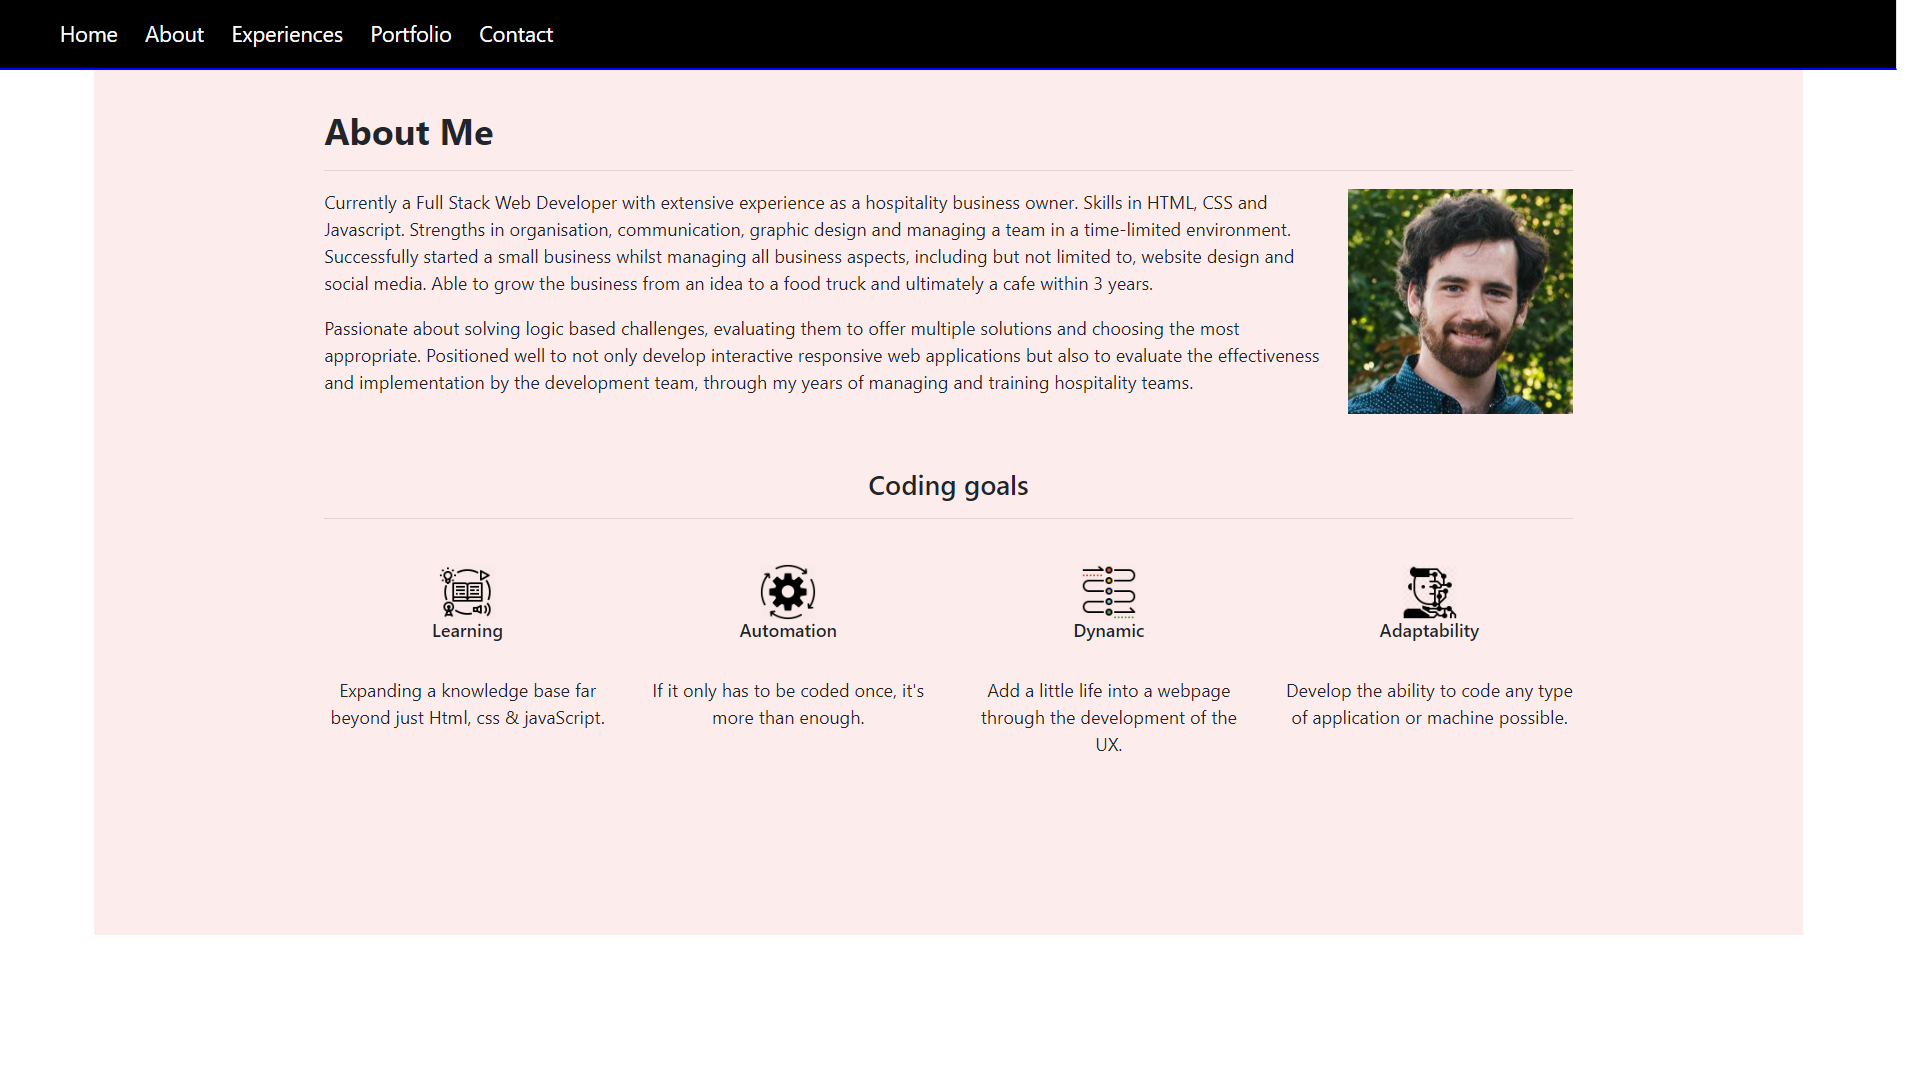 Home About Experiences Portfolio Contact
About Me
Currently a Full Stack Web Developer with extensive experience as a hospitality business owner. Skills in HTML, CSS and
Javascript. Strengths in organisation, communication, graphic design and managing a team in a time-limited environment.
Successfully started a small business whilst managing all business aspects, including but not limited to, website design and
social media. Able to grow the business from an idea to a food truck and ultimately a cafe within 3 years.
Passionate about solving logic based challenges, evaluating them to offer multiple solutions and choosing the most
appropriate. Positioned well to not only develop interactive responsive web applications but also to evaluate the effectiveness
and implementation by the development team, through my years of managing and training hospitality teams.
Coding goals
Learning
Expanding a knowledge base far
beyond just Html, css & javaScript.
Automation
If it only has to be coded once, it's
more than enough.
Dynamic
Add a little life into a webpage
through the development of the
UX.
Adaptability
Develop the ability to code any type
of application or machine possible.